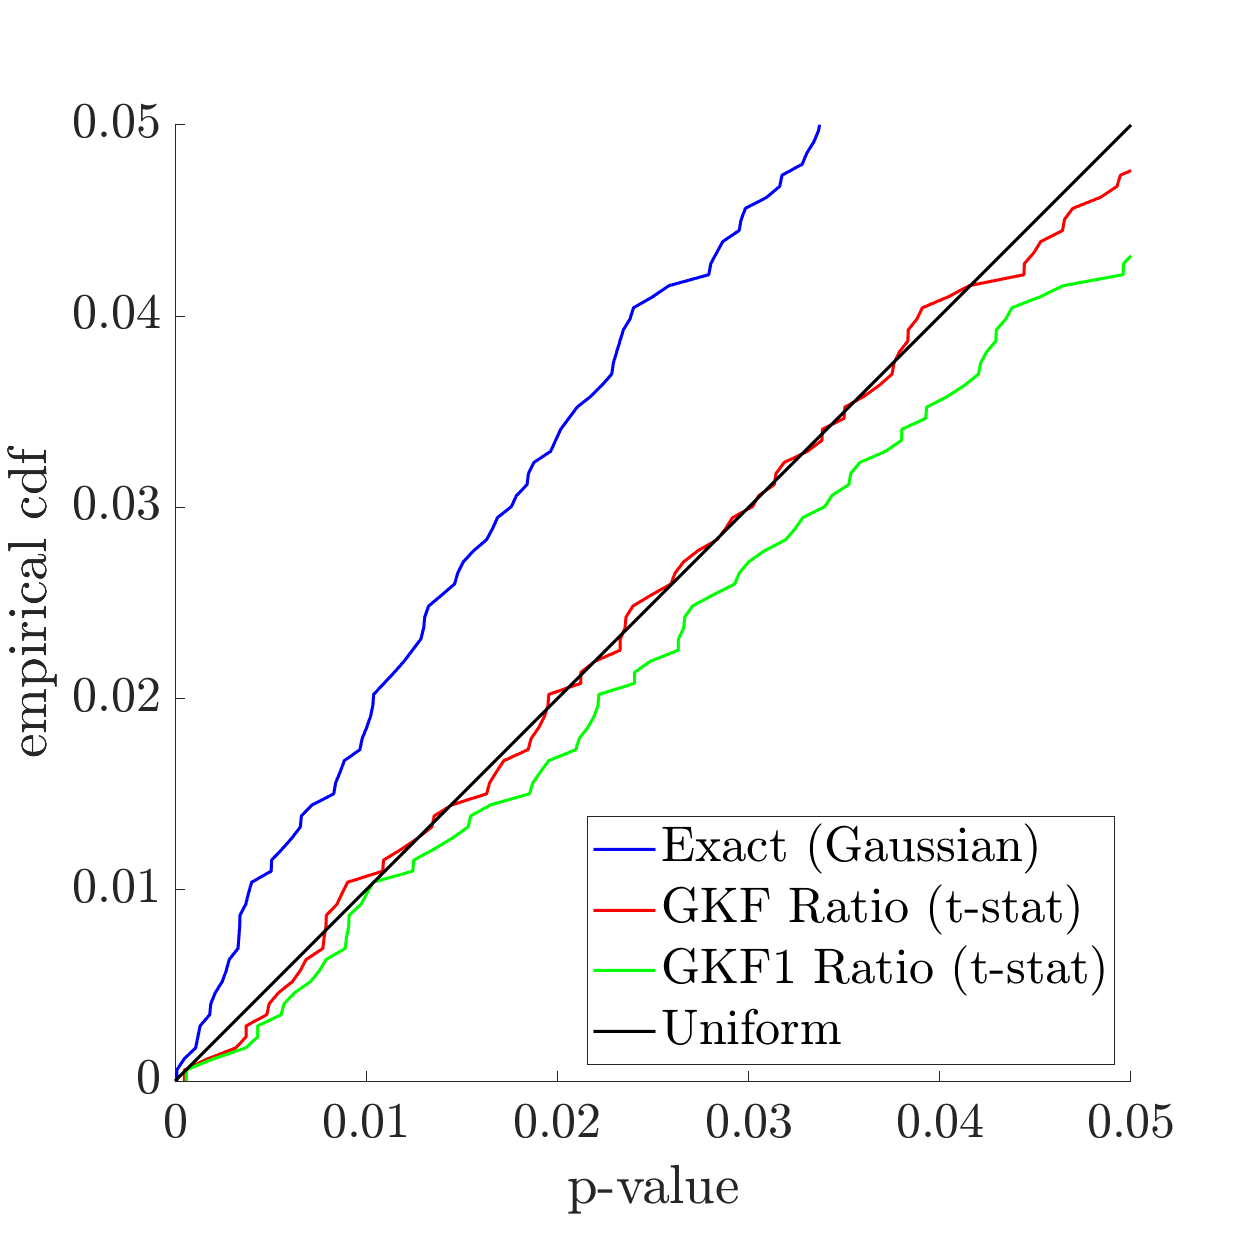 0.05
0.04
0.03
0.02
0.01
0
empirical cdf
Exact (Gaussian)
GKF Ratio (t-stat)
GKF1 Ratio (t-stat)
Uniform
0 0.01 0.02 0.03 0.04 0.05
p-value